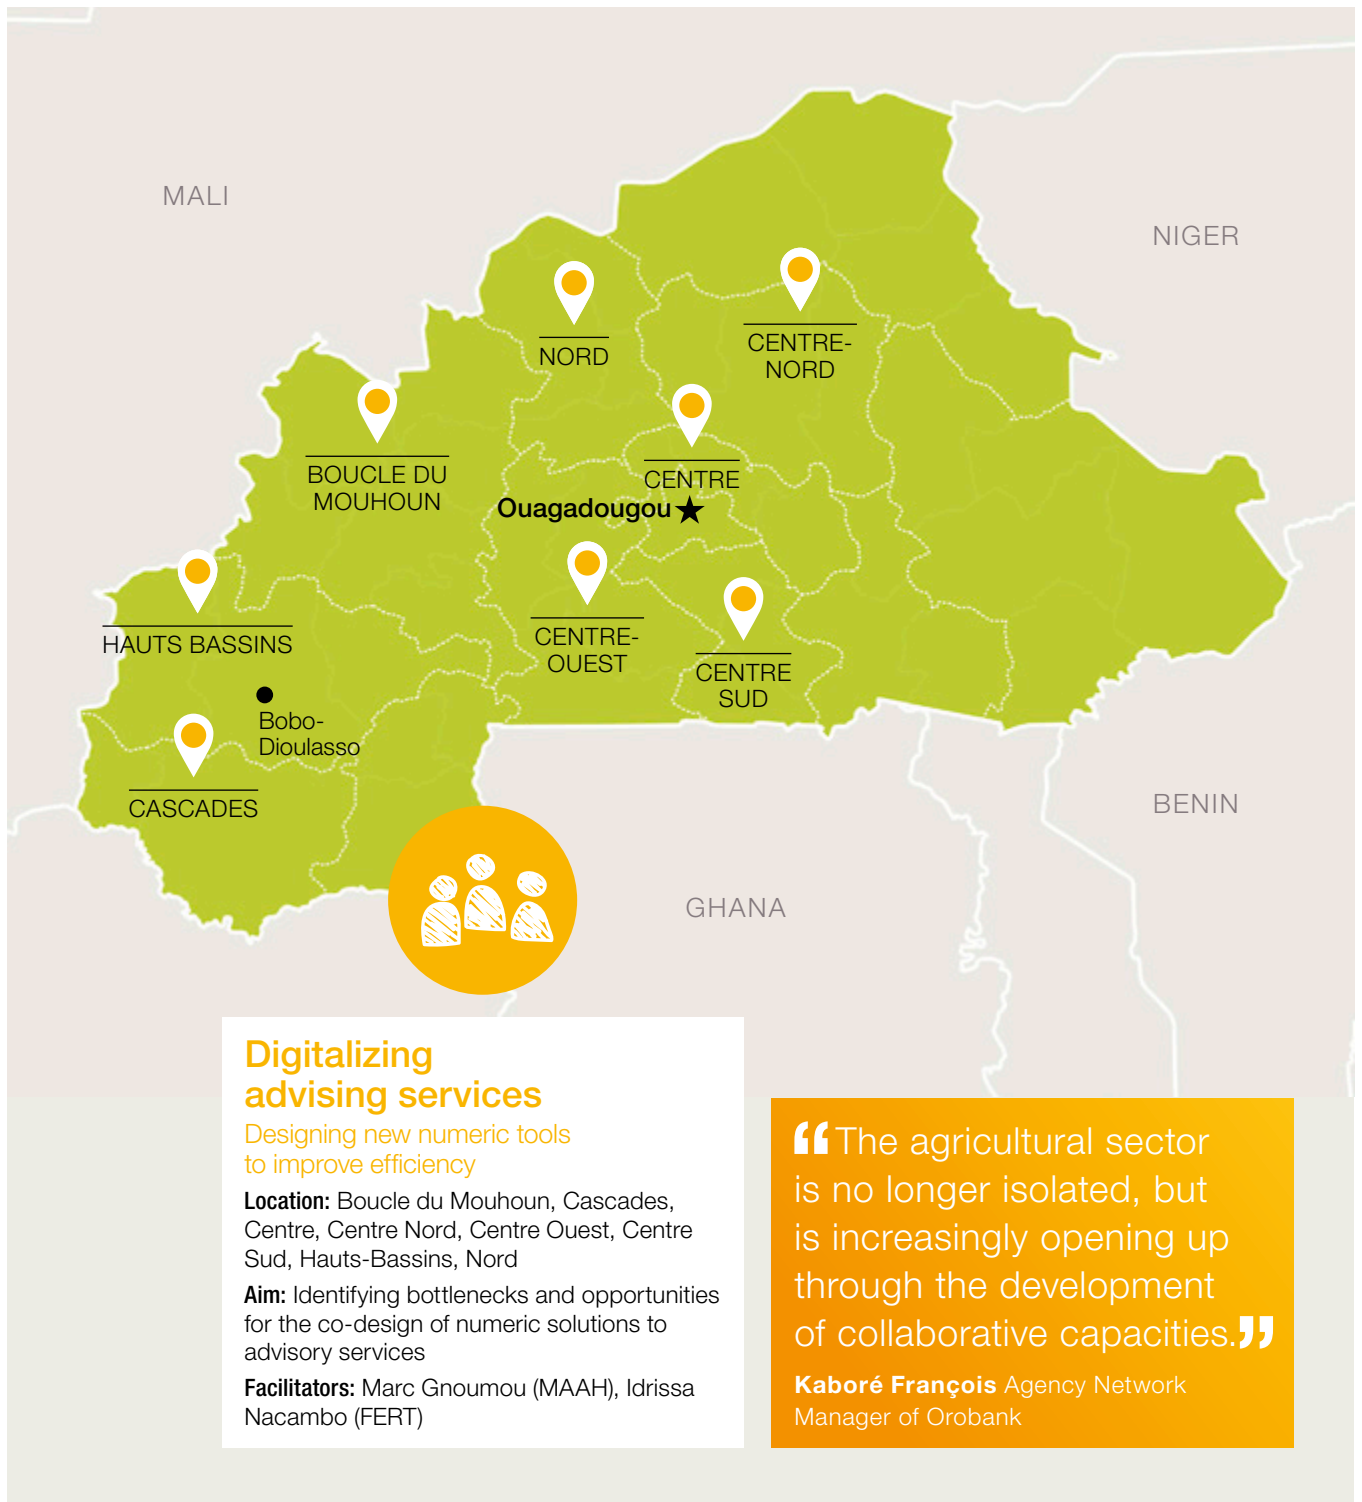 MALI
NIGER
NORD
CENTRE-
NORD
BOUCLE DU
MOUHOUN
CENTRE
Ouagadougou
HAUTS BASSINS
CENTRE-
OUEST
CENTRE
SUD
Bobo-
Dioulasso
CASCADES
BENIN
GHANA
Digitalizing
advising services
Designing new numeric tools
to improve efficiency
Location: Boucle du Mouhoun, Cascades,
Centre, Centre Nord, Centre Ouest, Centre
Sud, Hauts-Bassins, Nord
Aim: Identifying bottlenecks and opportunities
for the co-design of numeric solutions to
advisory services
Facilitators: Marc Gnoumou (MAAH), Idrissa
Nacambo (FERT)
“The agricultural sector
is no longer isolated, but
is increasingly opening up
through the development
of collaborative capacities.”
Kaboré François Agency Network
Manager of Orobank